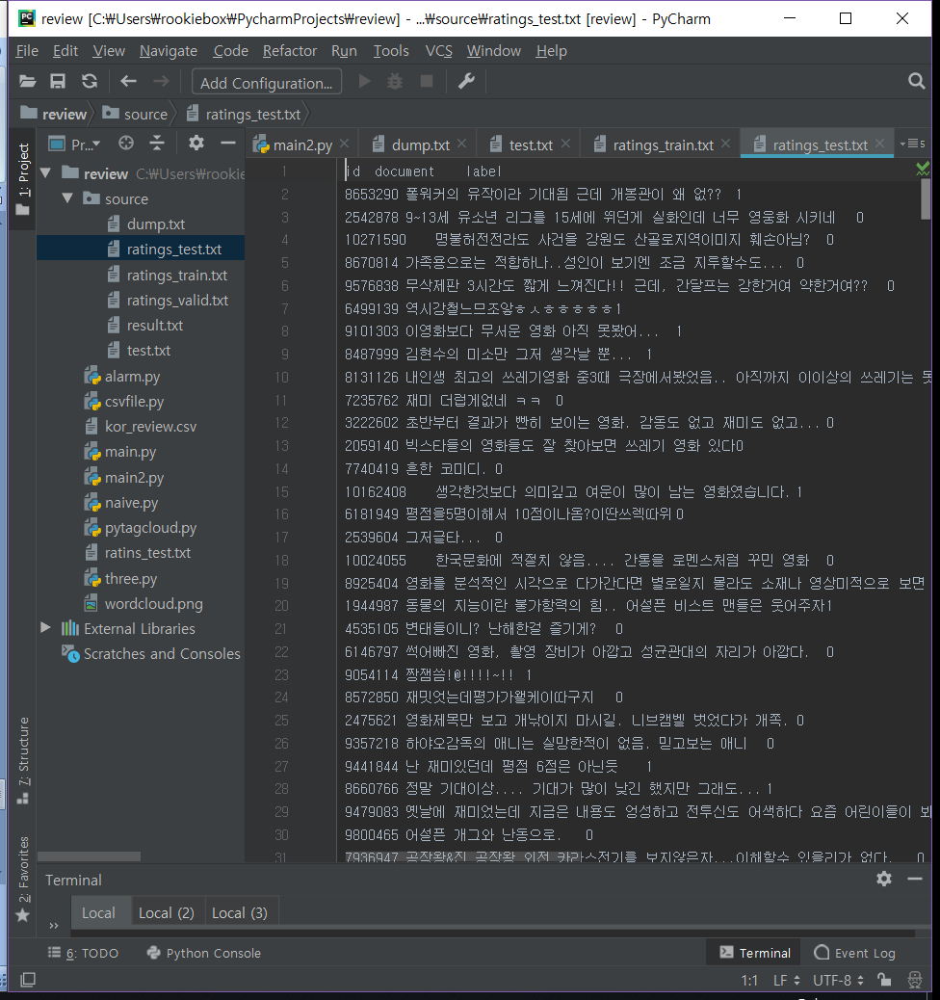 review [C:₩Users₩rookiebox₩PycharmProjects₩review] - ...₩source₩ratings_test.txt [review] - PyCharm
File Edit View Navigate Code Refactor Run Tools VCS Window Help
Add Configuration...
review source ratings_test.txt
1: Project
Pr...
main2.py dump.txt test.txt ratings_train.txt ratings_test.txt 5
review C:₩Users₩rookie
source
dump.txt
ratings_test.txt
ratings_train.txt
ratings_valid.txt
result.txt
test.txt
alarm.py
csvfile.py
kor_review.csv
main.py
main2.py
naive.py
pytagcloud.py
ratins_test.txt
three.py
wordcloud.png
External Libraries
Scratches and Consoles
1 id document label
2 8653290 폴워커의 유작이라 기대됨 근데 개봉관이 왜 없?? 1
3 2542878 9~13세 유소년 리그를 15세에 뛰던게 실화인데 너무 영웅화 시키네 0
4 10271590 명불허전전라도 사건을 강원도 산골로지역이미지 훼손아님? 0
5 8670814 가족용으로는 적합하나..성인이 보기엔 조금 지루할수도... 0
6 9576838 무삭제판 3시간도 짧게 느껴진다!! 근데, 간달프는 강한거여 약한거여?? 0
7 6499139 역시강철느므조앟ㅎㅅㅎㅎㅎㅎㅎ1
8 9101303 이영화보다 무서운 영화 아직 못봤어... 1
9 8487999 김현수의 미소만 그저 생각날 뿐... 1
10 8131126 내인생 최고의 쓰레기영화 중3때 극장에서봤었음.. 아직까지 이이상의 쓰레기는 못
11 7235762 재미 더럽게없네 ㅋㅋ 0
12 3222602 초반부터 결과가 빤히 보이는 영화. 감동도 없고 재미도 없고... 0
13 2059140 빅스타들의 영화들도 잘 찾아보면 쓰레기 영화 있다0
14 7740419 흔한 코미디. 0
15 10162408 생각한것보다 의미깊고 여운이 많이 남는 영화였습니다. 1
16 6181949 평점을5명이해서 10점이나옴?이딴쓰렉따위 0
17 2539604 그저글타... 0
18 10024055 한국문화에 적절치 않음.... 간통을 로멘스처럼 꾸민 영화 0
19 8925404 영화를 분석적인 시각으로 다가간다면 별로일지 몰라도 소재나 영상미적으로 보면
20 1944987 동물의 지능이란 불가항력의 힘.. 어설픈 비스트 맨들은 웃어주자1
21 4535105 변태들이니? 난해한걸 즐기게? 0
22 6146797 썩어빠진 영화, 촬영 장비가 아깝고 성균관대의 자리가 아깝다. 0
23 9054114 짱잼씀!@!!!!~!! 1
24 8572850 재밋엇는데평가가왤케이따구지 0
25 2475621 영화제목만 보고 개낚이지 마시길. 니브캠벨 벗었다가 개쪽. 0
26 9357218 하야오감독의 애니는 실망한적이 없음. 믿고보는 애니 0
27 9441844 난 재미있던데 평점 6점은 아닌듯 1
28 8660766 정말 기대이상.... 기대가 많이 낮긴 했지만 그래도... 1
29 9479083 옛날에 재미었는데 지금은 내용도 엉성하고 전투신도 어색하다 요즘 어린이들이 봐
30 9800465 어설픈 개그와 난동으로. 0
31 7936947 공작왕&진 공작왕 외전 카라스전기를 보지않은자...이해할수 있을리가 없다. 0
7: Structure
2: Favorites
Terminal
Local Local (2) Local (3)
6: TODO Python Console Terminal Event Log
1:1 LF UTF-8